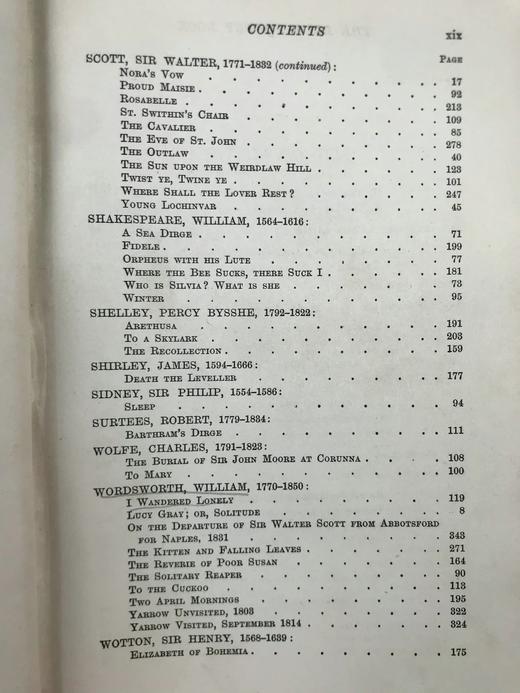 CONTENTS xix
PAGE
SCOTT, SIR WALTER, 1771–1832 (continued):
NORA'S VOW . . . . . . . . 17
PROUD MAISIE . . . . . . . . 92
ROSABELLE . . . . . . . . 213
ST. SWITHIN'S CHAIR . . . . . . . . 109
THE CAVALIER . . . . . . . . 85
THE EVE OF ST. JOHN . . . . . . . . 278
THE OUTLAW . . . . . . . . 40
THE SUN UPON THE WEIRDLAW HILL . . . . . 123
TWIST YE, TWINE YE . . . . . . . . 101
WHERE SHALL THE LOVER REST? . . . . . 247
YOUNG LOCHINVAR . . . . . . . . 45
SHAKESPEARE, WILLIAM, 1564–1616:
A SEA DIRGE . . . . . . . . 71
FIDELE . . . . . . . . 199
ORPHEUS WITH HIS LUTE . . . . . . . 77
WHERE THE BEE SUCKS, THERE SUCK I . . . . . 181
WHO IS SILVIA? WHAT IS SHE . . . . . . 73
WINTER . . . . . . . . 95
SHELLEY, PERCY BYSSHE, 1792–1822:
ARETHUSA . . . . . . . . 191
TO A SKYLARK . . . . . . . . 203
THE RECOLLECTION . . . . . . . . 159
SHIRLEY, JAMES, 1594–1666:
DEATH THE LEVELLER . . . . . . . 177
SIDNEY, SIR PHILIP, 1554–1586:
SLEEP . . . . . . . . 94
SURTEES, ROBERT, 1779–1834:
BARTHRAM'S DIRGE . . . . . . . . 111
WOLFE, CHARLES, 1791–1823:
THE BURIAL OF SIR JOHN MOORE AT CORUNNA . . . . 108
TO MARY . . . . . . . . 100
WORDSWORTH, WILLIAM, 1770–1850:
I WANDERED LONELY . . . . . . . 119
LUCY GRAY; OR, SOLITUDE . . . . . . . 8
ON THE DEPARTURE OF SIR WALTER SCOTT FROM ABBOTSFORD
FOR NAPLES, 1831 . . . . . . . 343
THE KITTEN AND FALLING LEAVES . . . . . . 271
THE REVERIE OF POOR SUSAN . . . . . . 164
THE SOLITARY REAPER . . . . . . . 90
TO THE CUCKOO . . . . . . . . 113
TWO APRIL MORNINGS . . . . . . . 195
YARROW UNVISITED, 1803 . . . . . . . 322
YARROW VISITED, SEPTEMBER 1814 . . . . . . 324
WOTTON, SIR HENRY, 1568–1639:
ELIZABETH OF BOHEMIA . . . . . . . 175